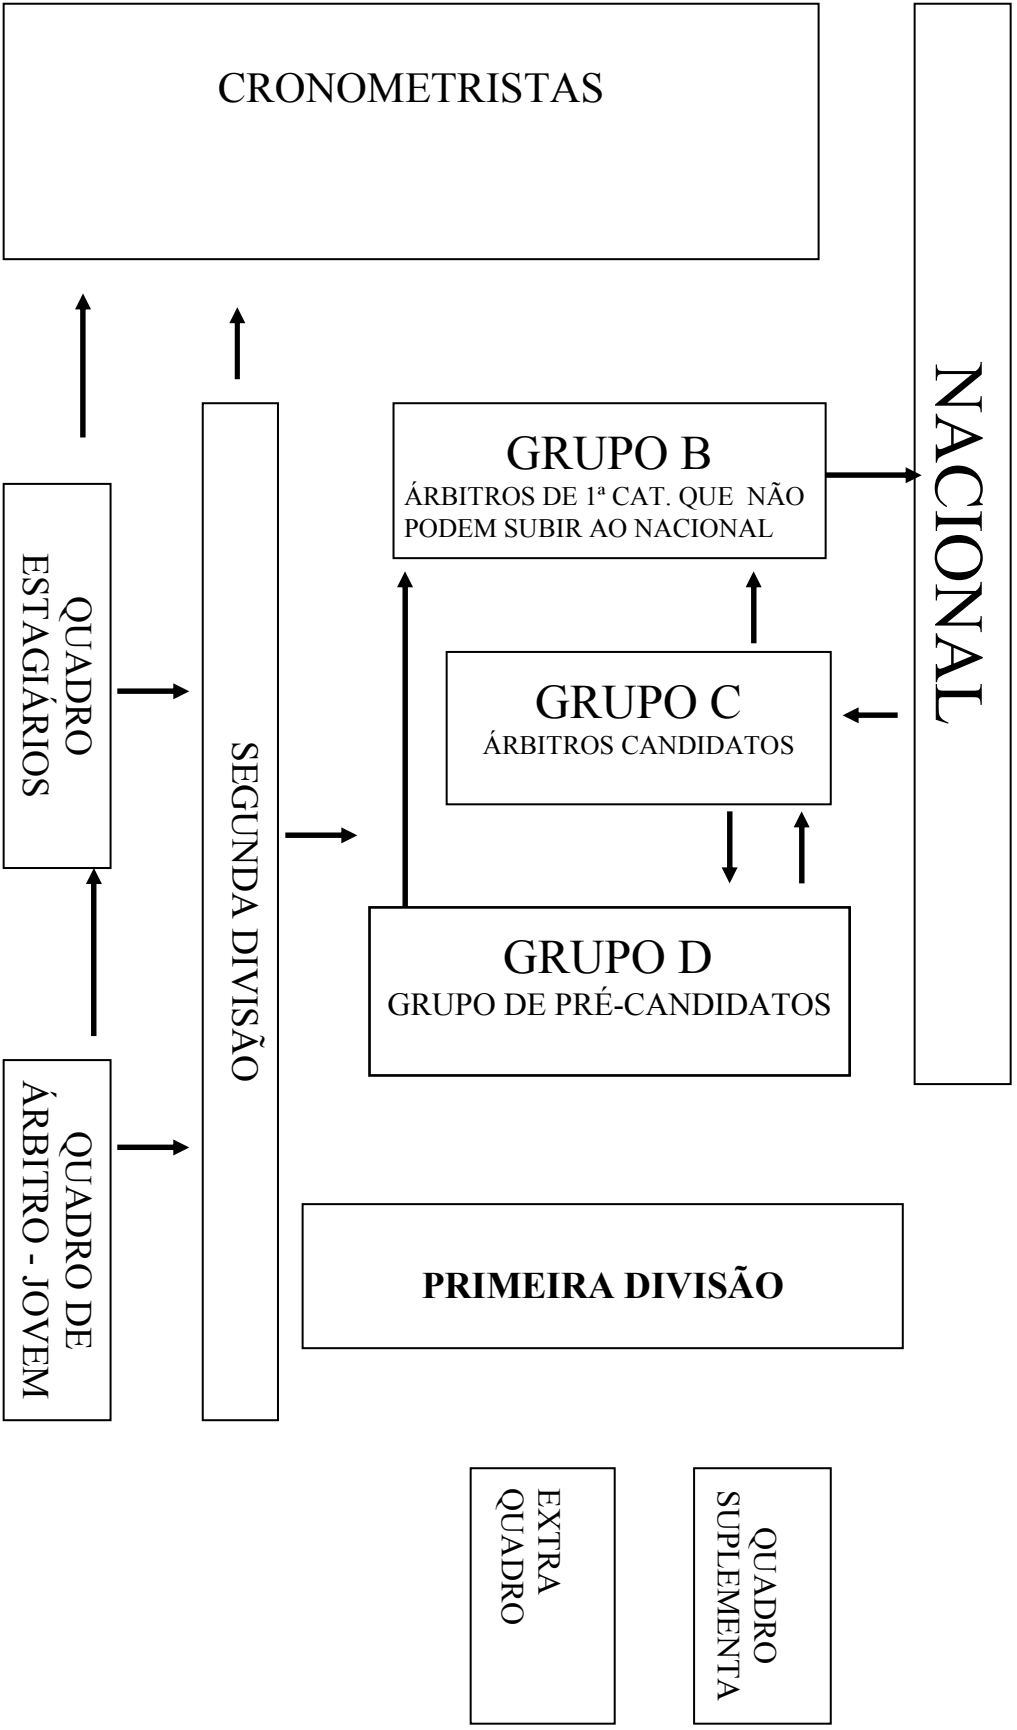 CRONOMETRISTAS
NACIONAL
GRUPO B
ÁRBITROS DE 1ª CAT. QUE NÃO
PODEM SUBIR AO NACIONAL
QUADRO
ESTAGIÁRIOS
GRUPO C
ÁRBITROS CANDIDATOS
SEGUNDA DIVISÃO
GRUPO D
GRUPO DE PRÉ-CANDIDATOS
QUADRO DE
ÁRBITRO - JOVEM
PRIMEIRA DIVISÃO
EXTRA
QUADRO
QUADRO
SUPLEMENTA